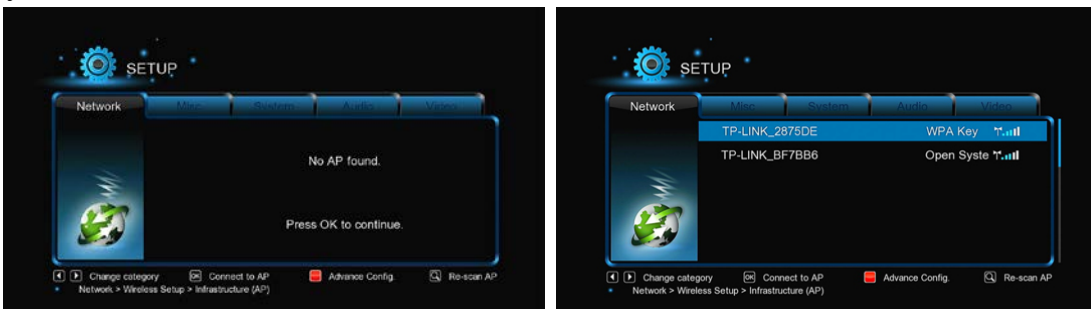 SETUP
Network Misc System Audio Video
No AP found.
Press OK to continue.
Change category OK Connect to AP Advance Config. Re-scan AP
Network > Wireless Setup > Infrastructure (AP)
SETUP
Network Misc System Audio Video
TP-LINK_2875DE WPA Key
TP-LINK_BF7BB6 Open Syste
Change category OK Connect to AP Advance Config. Re-scan AP
Network > Wireless Setup > Infrastructure (AP)